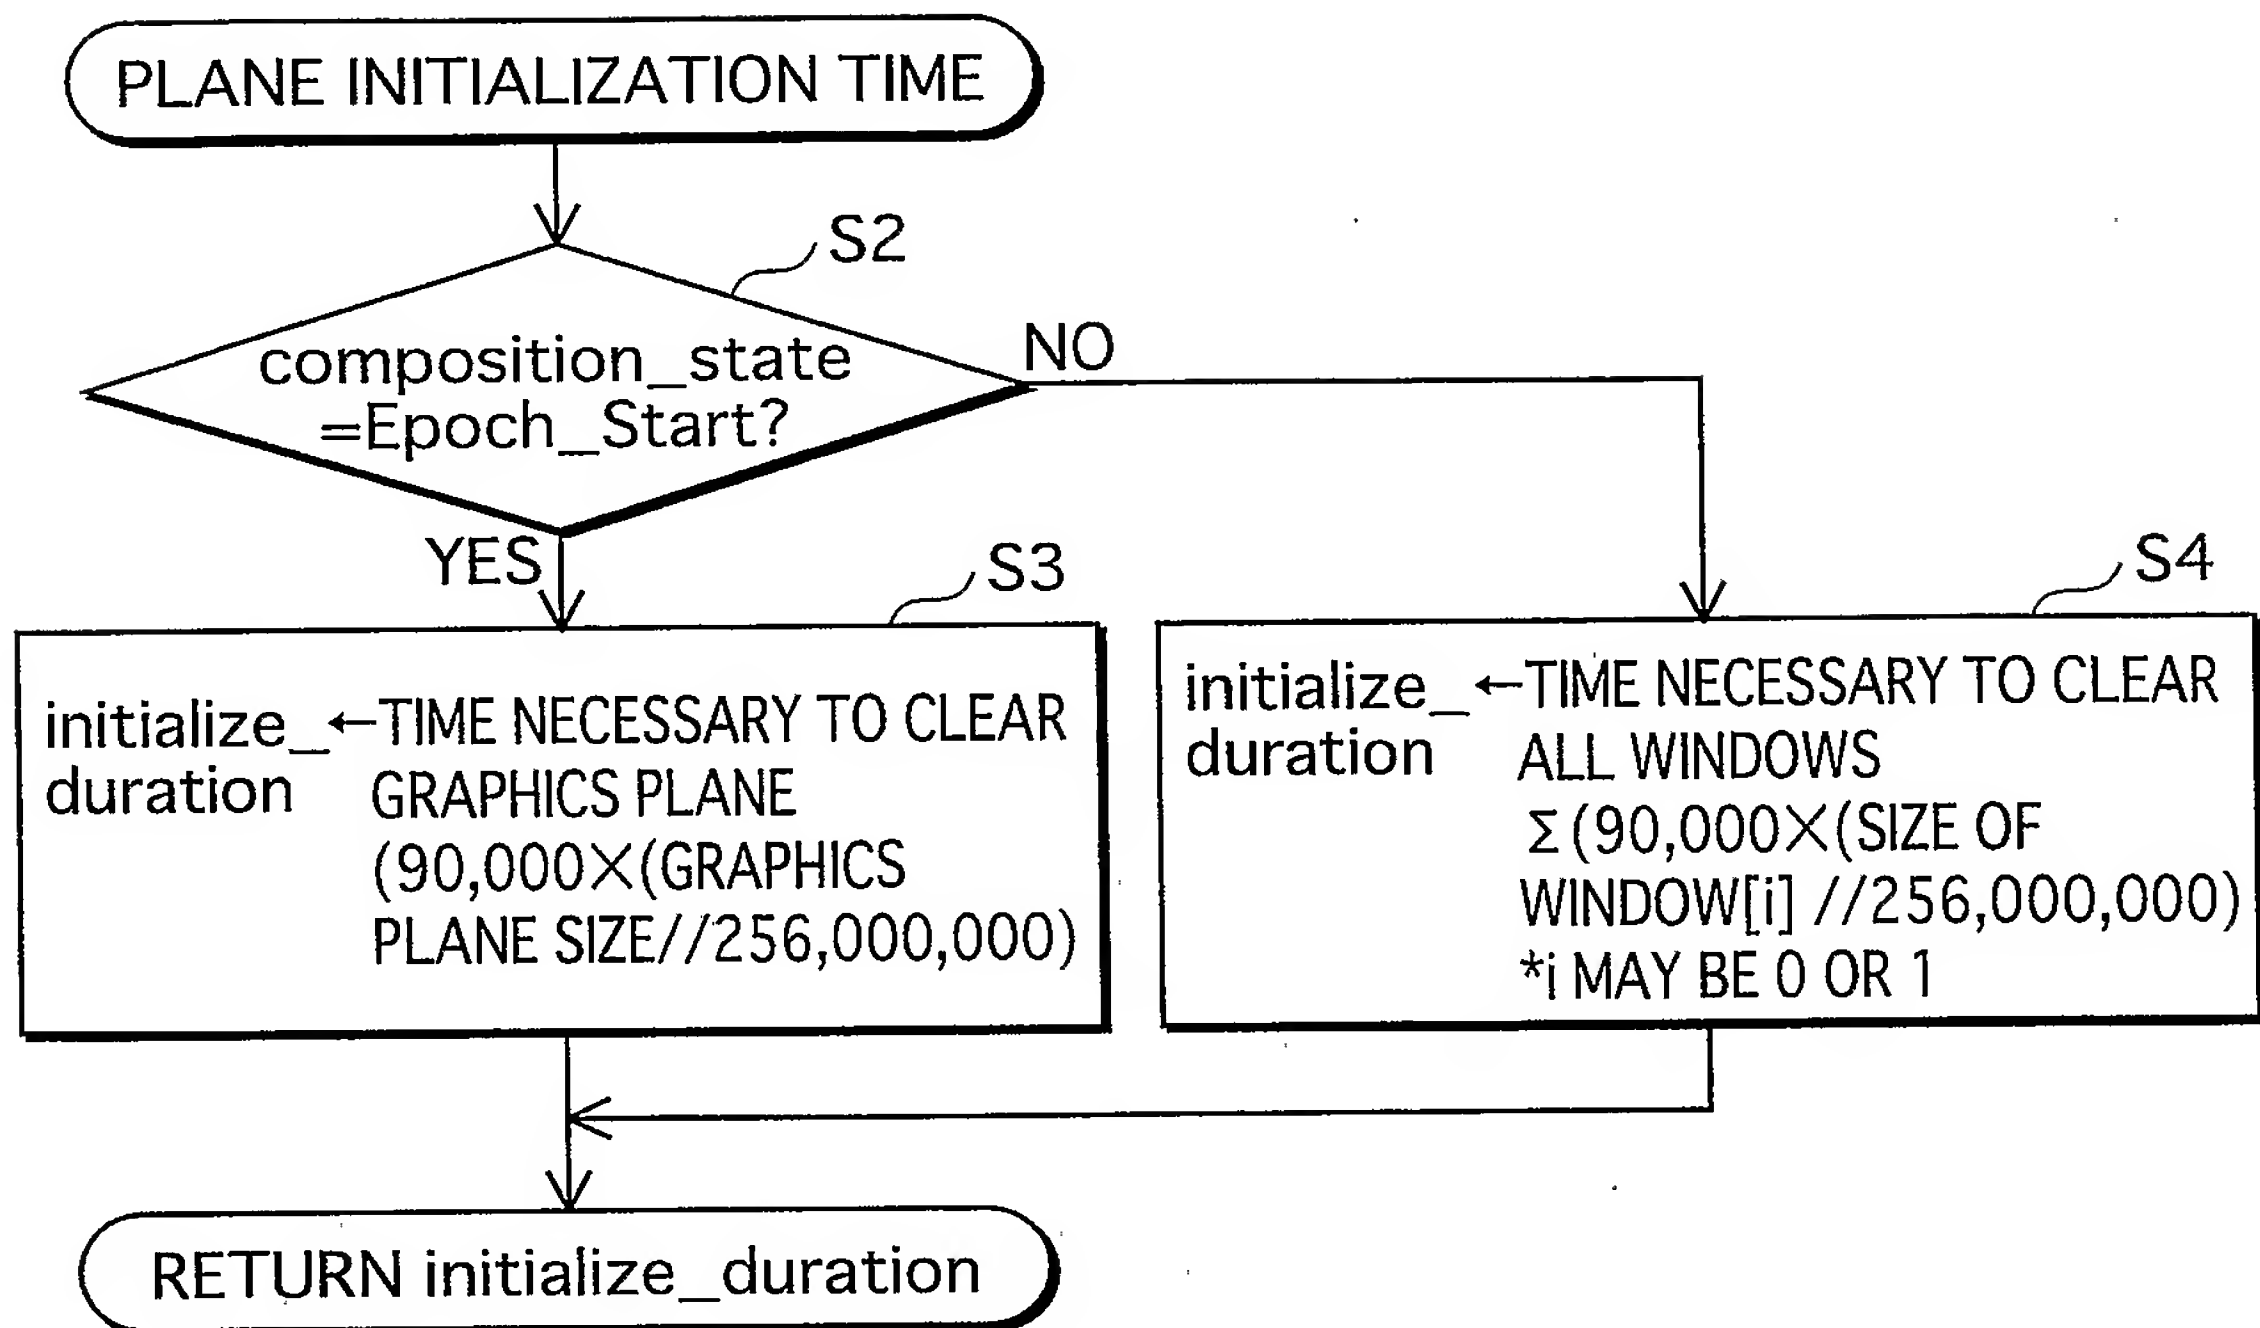 PLANE INITIALIZATION TIME
S2
composition_state
=Epoch_Start?
NO
YES
S3
initialize_←TIME NECESSARY TO CLEAR
duration GRAPHICS PLANE
(90,000×(GRAPHICS
PLANE SIZE//256,000,000)
S4
initialize_←TIME NECESSARY TO CLEAR
duration ALL WINDOWS
Σ(90,000×(SIZE OF
WINDOW[i] //256,000,000)
*i MAY BE 0 OR 1
RETURN initialize_duration